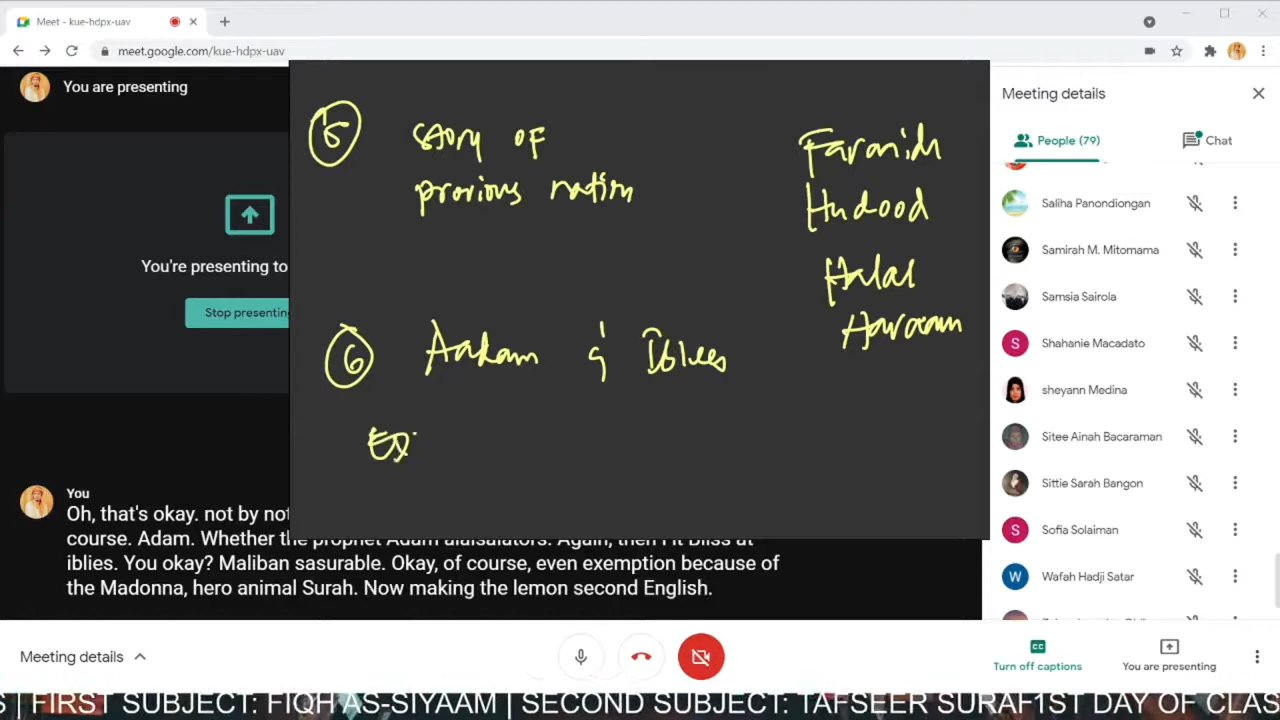 Meet - kue-hdpx-uav
meet.google.com/kue-hdpx-uav
You are presenting
You're presenting to
Stop presentin
5 story of
previous nation
Faraidh
Hudood
Halal
Haraam
6 Aadam & Iblees
Ex
You
Oh, that's okay. not by not
course. Adam. Whether the prophet Adam alaisalators. Again, then Fit Bliss at
iblies. You okay? Maliban sasurable. Okay, of course, even exemption because of
the Madonna, hero animal Surah. Now making the lemon second English.
Meeting details
People (79)
Chat
Saliha Panondiongan
Samirah M. Mitomama
Samsia Sairola
Shahanie Macadato
S
sheyann Medina
Sitee Ainah Bacaraman
Sittie Sarah Bangon
Sofia Solaiman
S
Wafah Hadji Satar
W
Meeting details
Turn off captions
You are presenting
S | FIRST SUBJECT: FIQH AS-SIYAAM | SECOND SUBJECT: TAFSEER SURAF1ST DAY OF CLAS